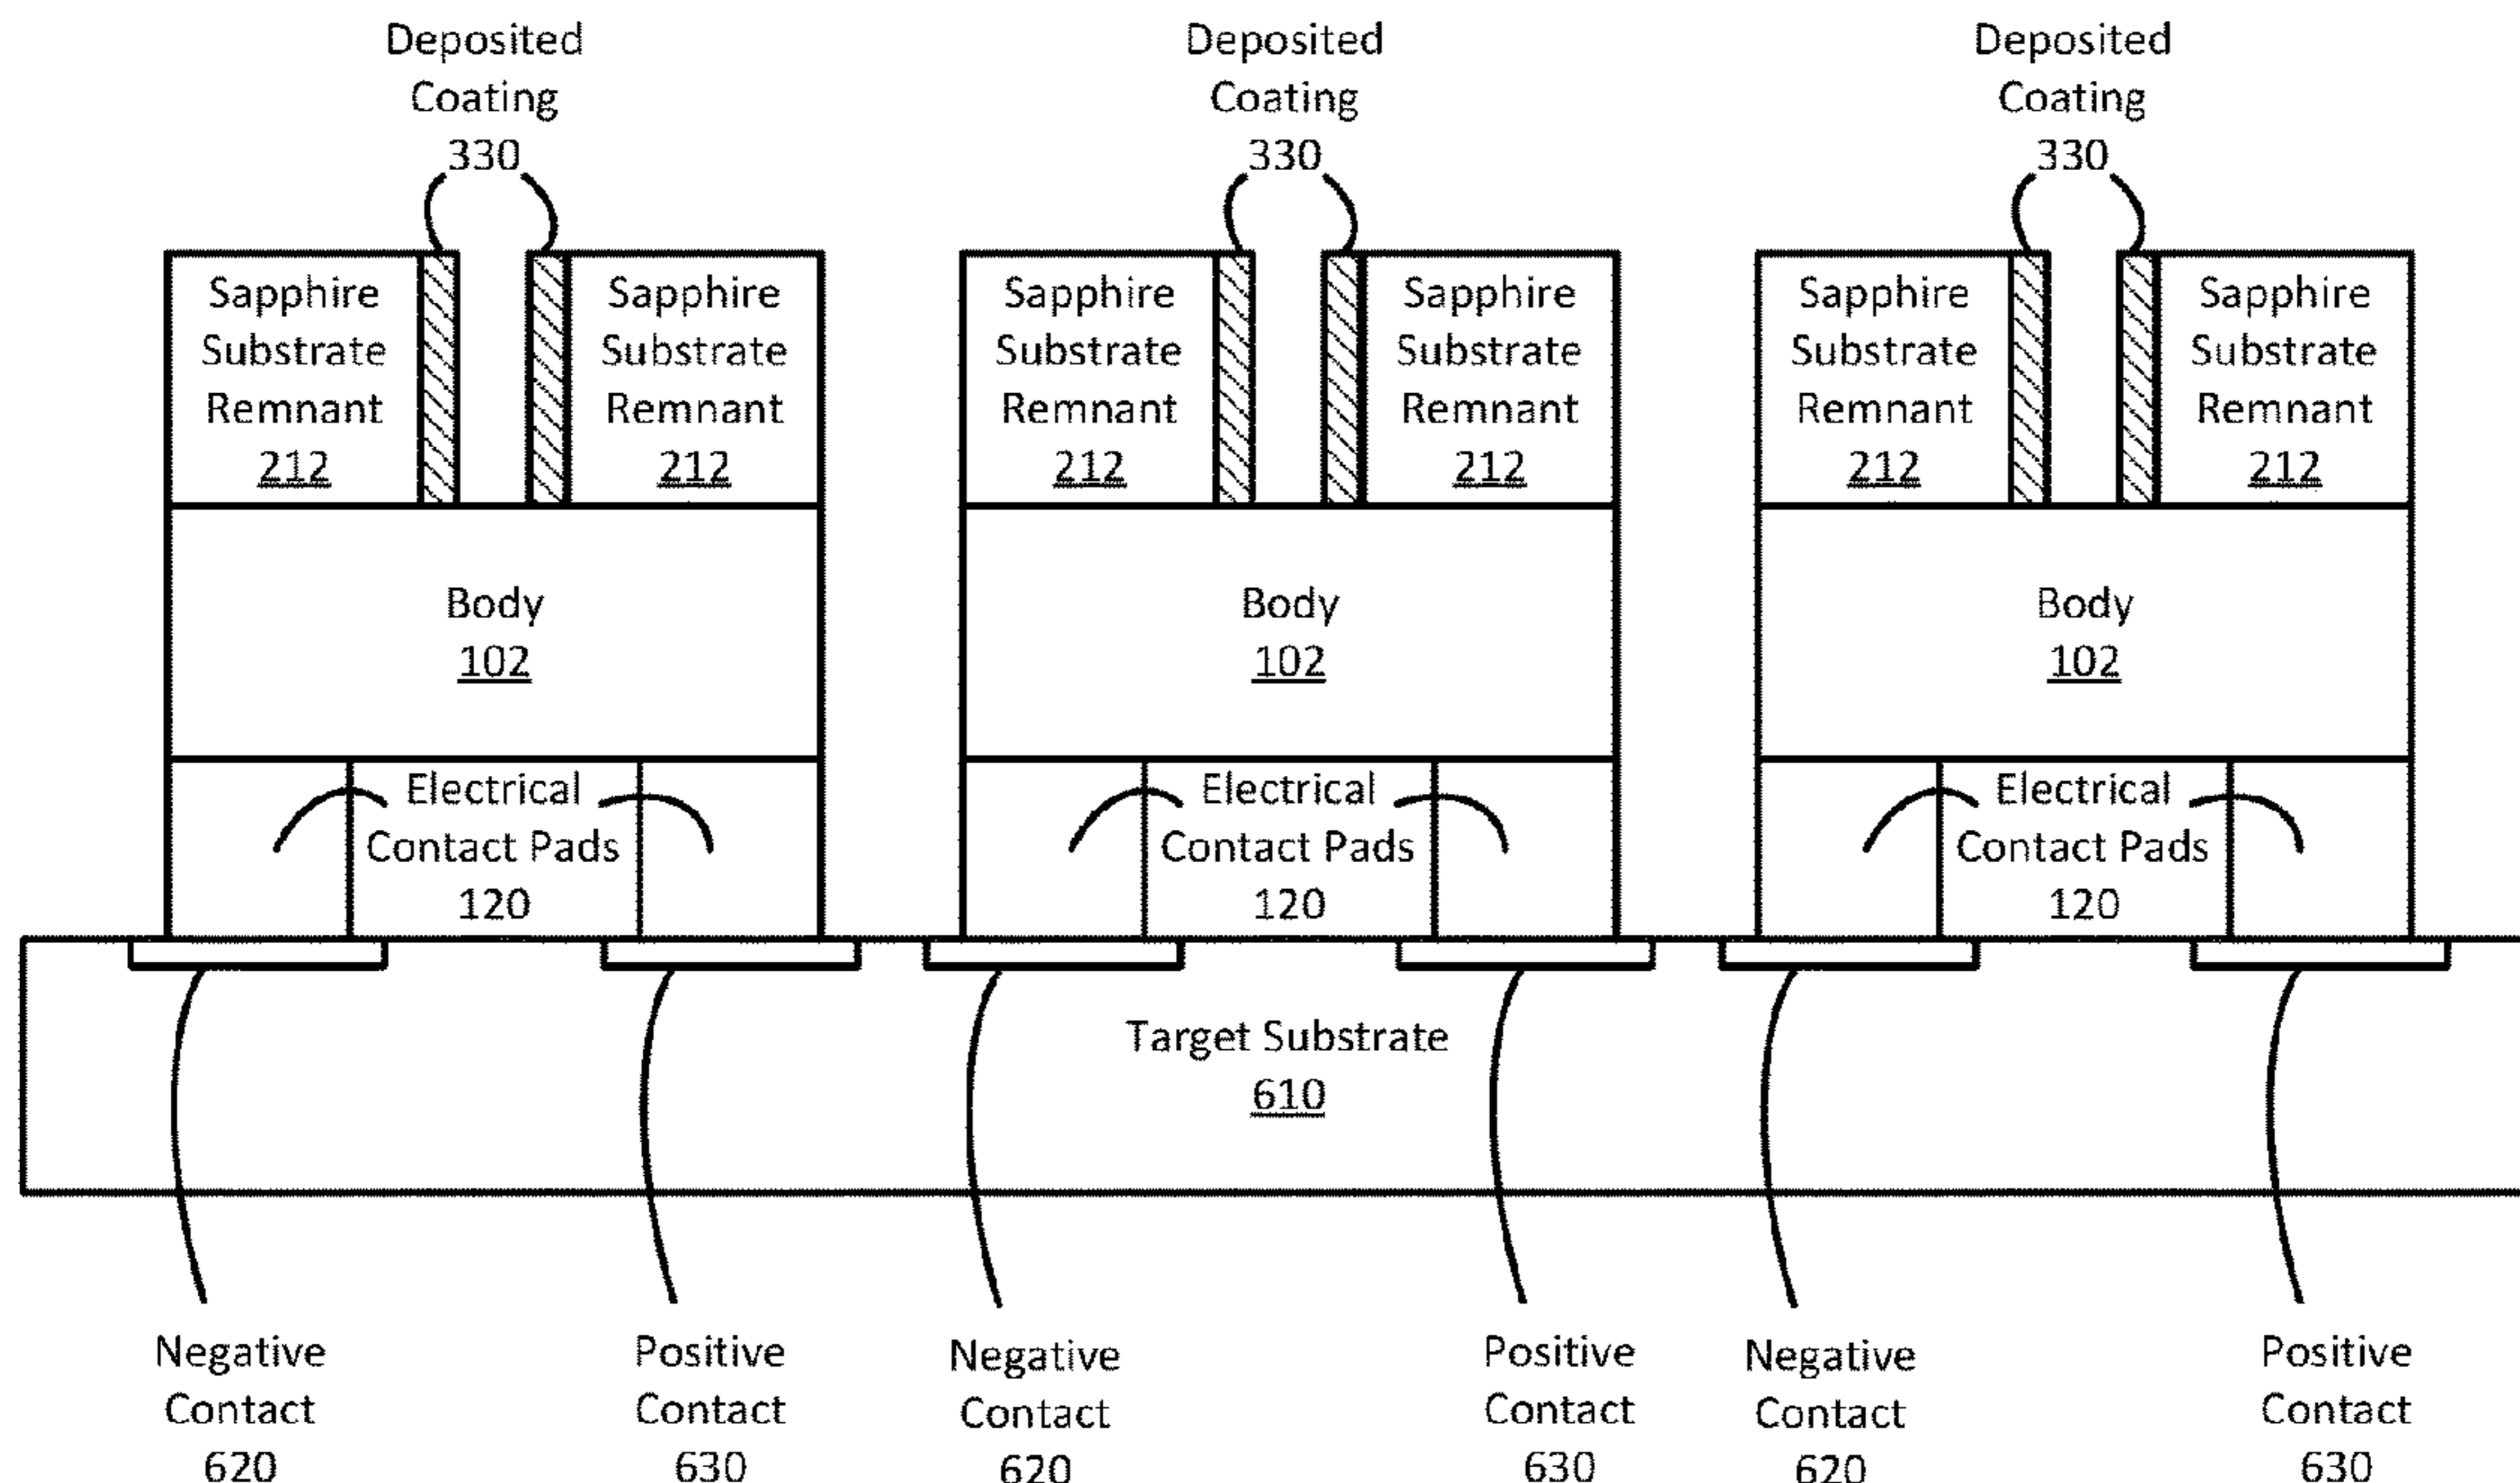 Deposited
Coating
330
Deposited
Coating
330
Deposited
Coating
330
Sapphire
Substrate
Remnant
212
Sapphire
Substrate
Remnant
212
Sapphire
Substrate
Remnant
212
Sapphire
Substrate
Remnant
212
Sapphire
Substrate
Remnant
212
Sapphire
Substrate
Remnant
212
Body
102
Body
102
Body
102
Electrical
Contact Pads
120
Electrical
Contact Pads
120
Electrical
Contact Pads
120
Target Substrate
610
Negative
Contact
620
Positive
Contact
630
Negative
Contact
620
Positive
Contact
630
Negative
Contact
620
Positive
Contact
630